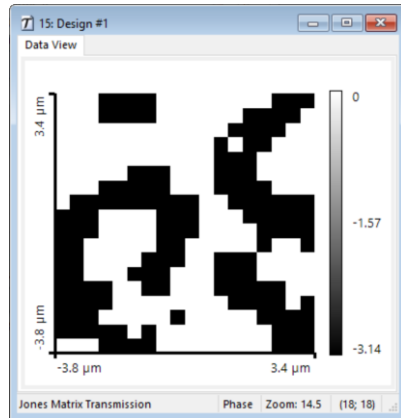 15: Design #1
Data View
3.4 µm
-3.8 µm
-3.8 µm
3.4 µm
0
-1.57
-3.14
Jones Matrix Transmission Phase Zoom: 14.5 (18; 18)